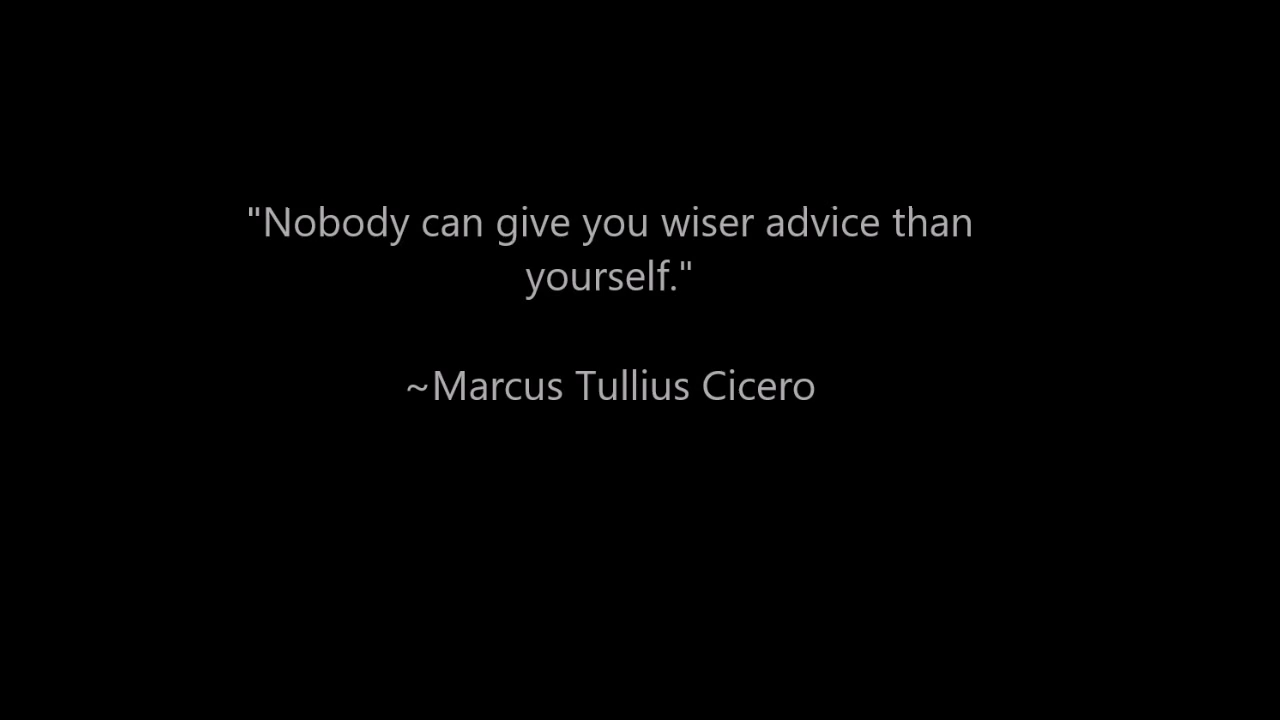 "Nobody can give you wiser advice than
yourself."
~Marcus Tullius Cicero